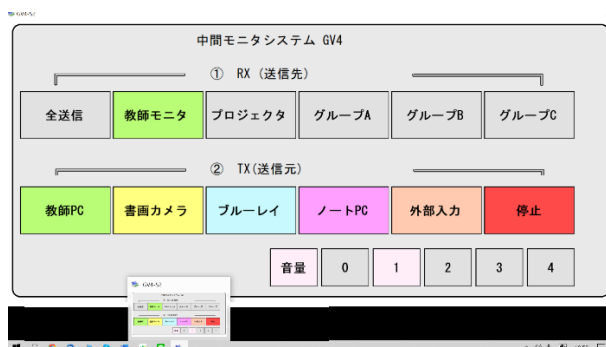 GVA-S2
中間モニタシステム GV4
① RX (送信先)
全送信 教師モニタ プロジェクタ グループA グループB グループC
② TX(送信元)
教師PC 書画カメラ ブルーレイ ノートPC 外部入力 停止
音量 0 1 2 3 4
GVA-S2